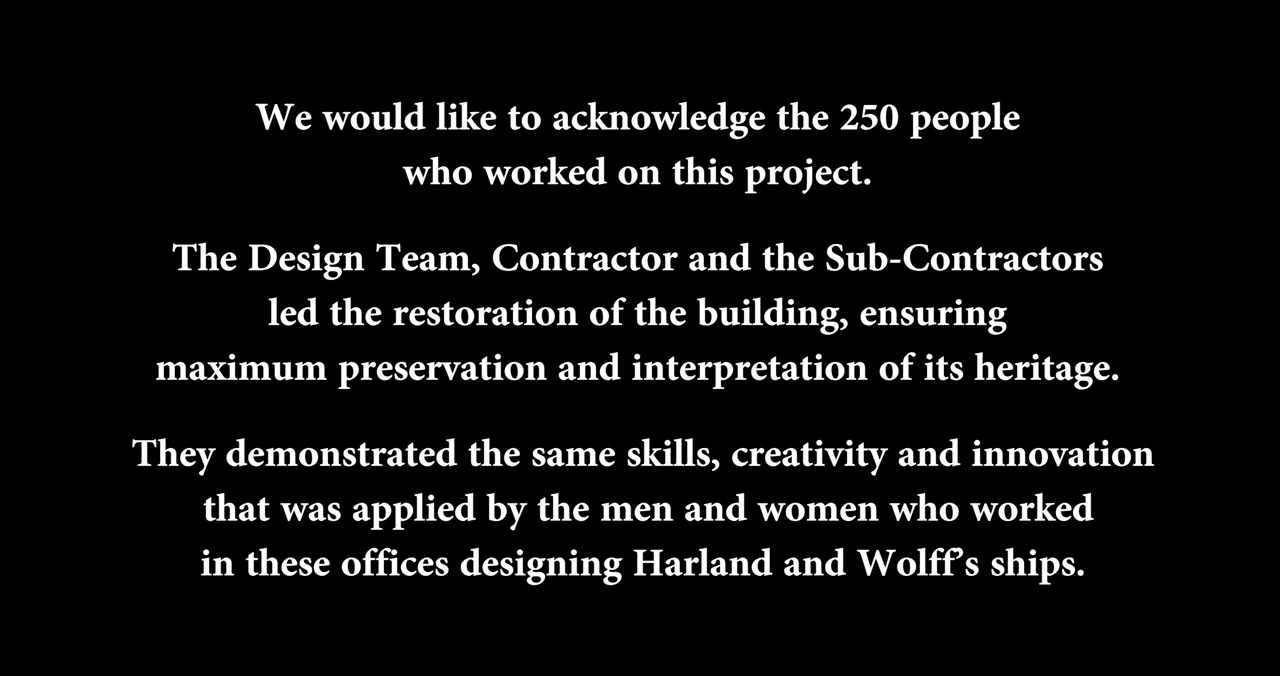 We would like to acknowledge the 250 people
who worked on this project.
The Design Team, Contractor and the Sub-Contractors
led the restoration of the building, ensuring
maximum preservation and interpretation of its heritage.
They demonstrated the same skills, creativity and innovation
that was applied by the men and women who worked
in these offices designing Harland and Wolff’s ships.